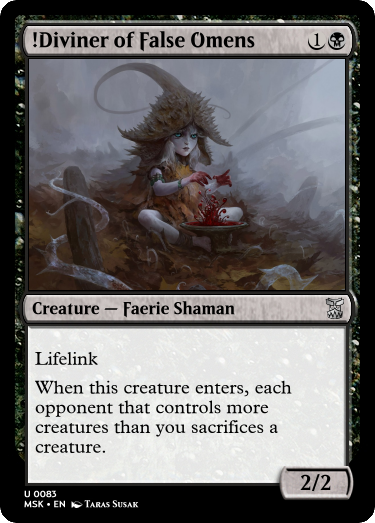 !Diviner of False Omens 1
Creature — Faerie Shaman
Lifelink
When this creature enters, each
opponent that controls more
creatures than you sacrifices a
creature.
2/2
U 0083
MSK • EN Taras Susak